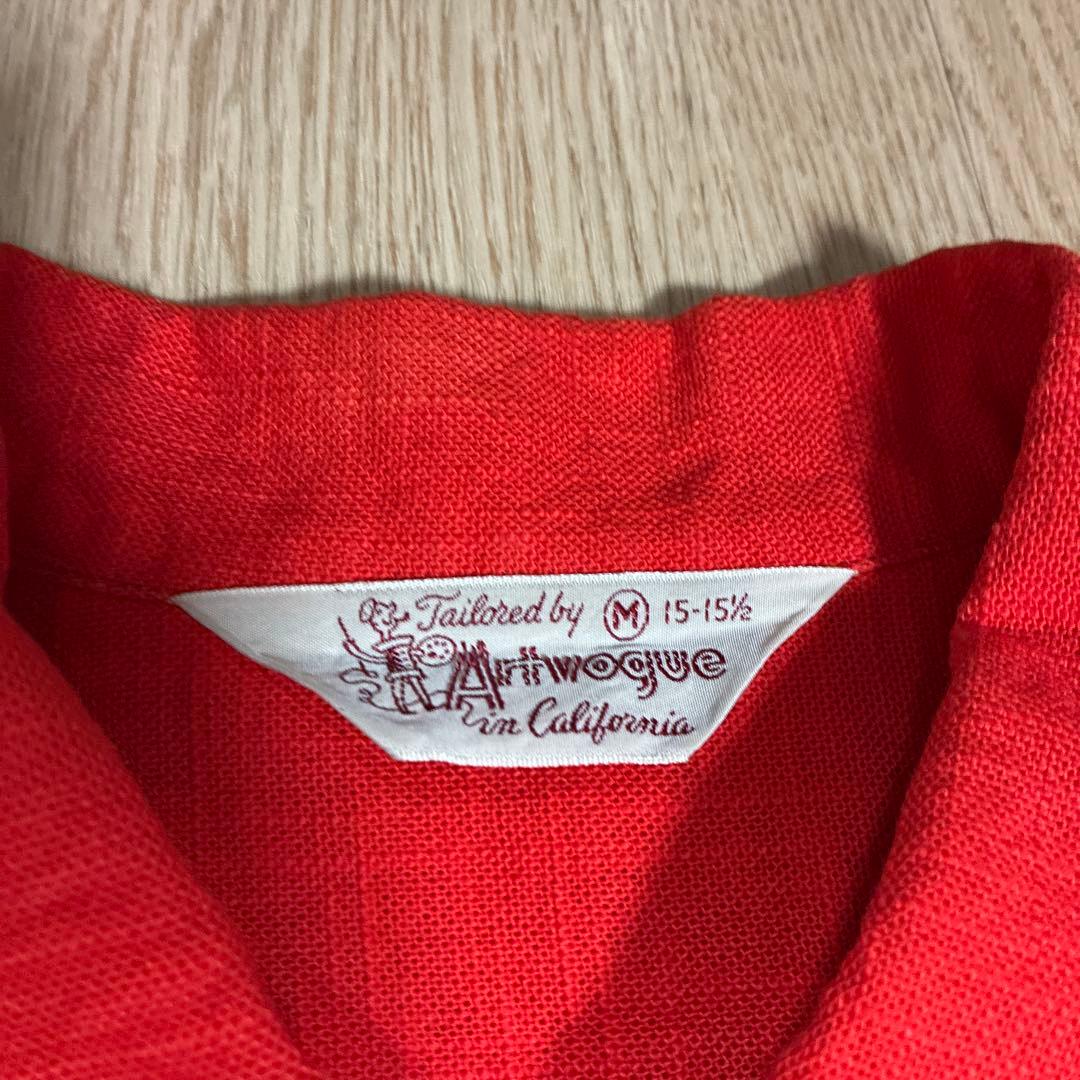 Tailored by M 15-15½
Artvogue
in California